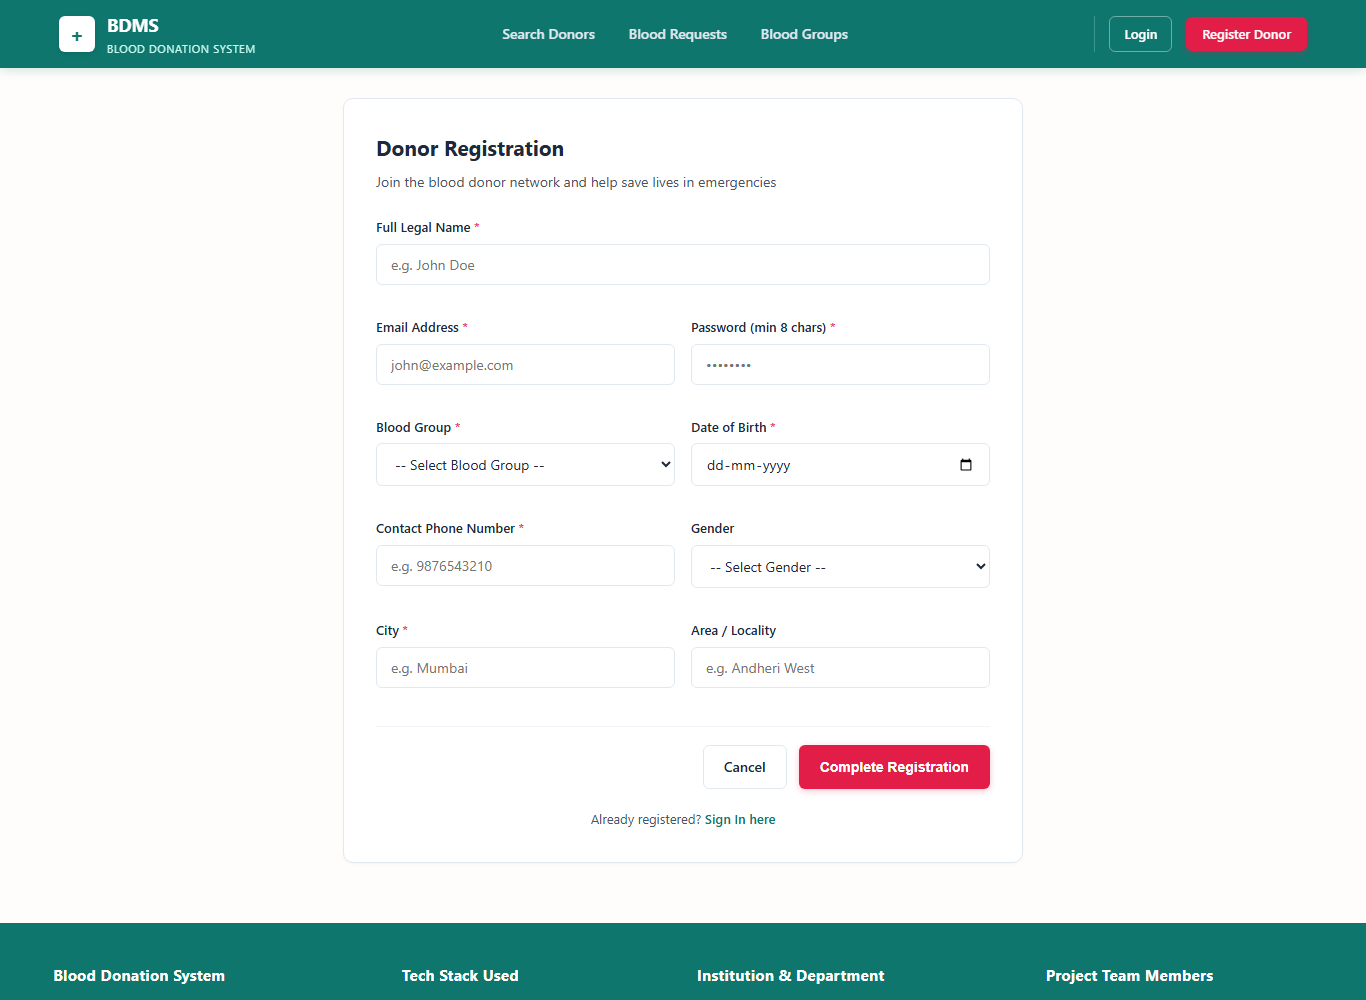 +
BDMS
BLOOD DONATION SYSTEM
Search Donors
Blood Requests
Blood Groups
Login
Register Donor
Donor Registration
Join the blood donor network and help save lives in emergencies
Full Legal Name *
e.g. John Doe
Email Address *
Password (min 8 chars) *
john@example.com
••••••••
Blood Group *
Date of Birth *
-- Select Blood Group --
dd-mm-yyyy
Contact Phone Number *
Gender
e.g. 9876543210
-- Select Gender --
City *
Area / Locality
e.g. Mumbai
e.g. Andheri West
Cancel
Complete Registration
Already registered? Sign In here
Blood Donation System
Tech Stack Used
Institution & Department
Project Team Members